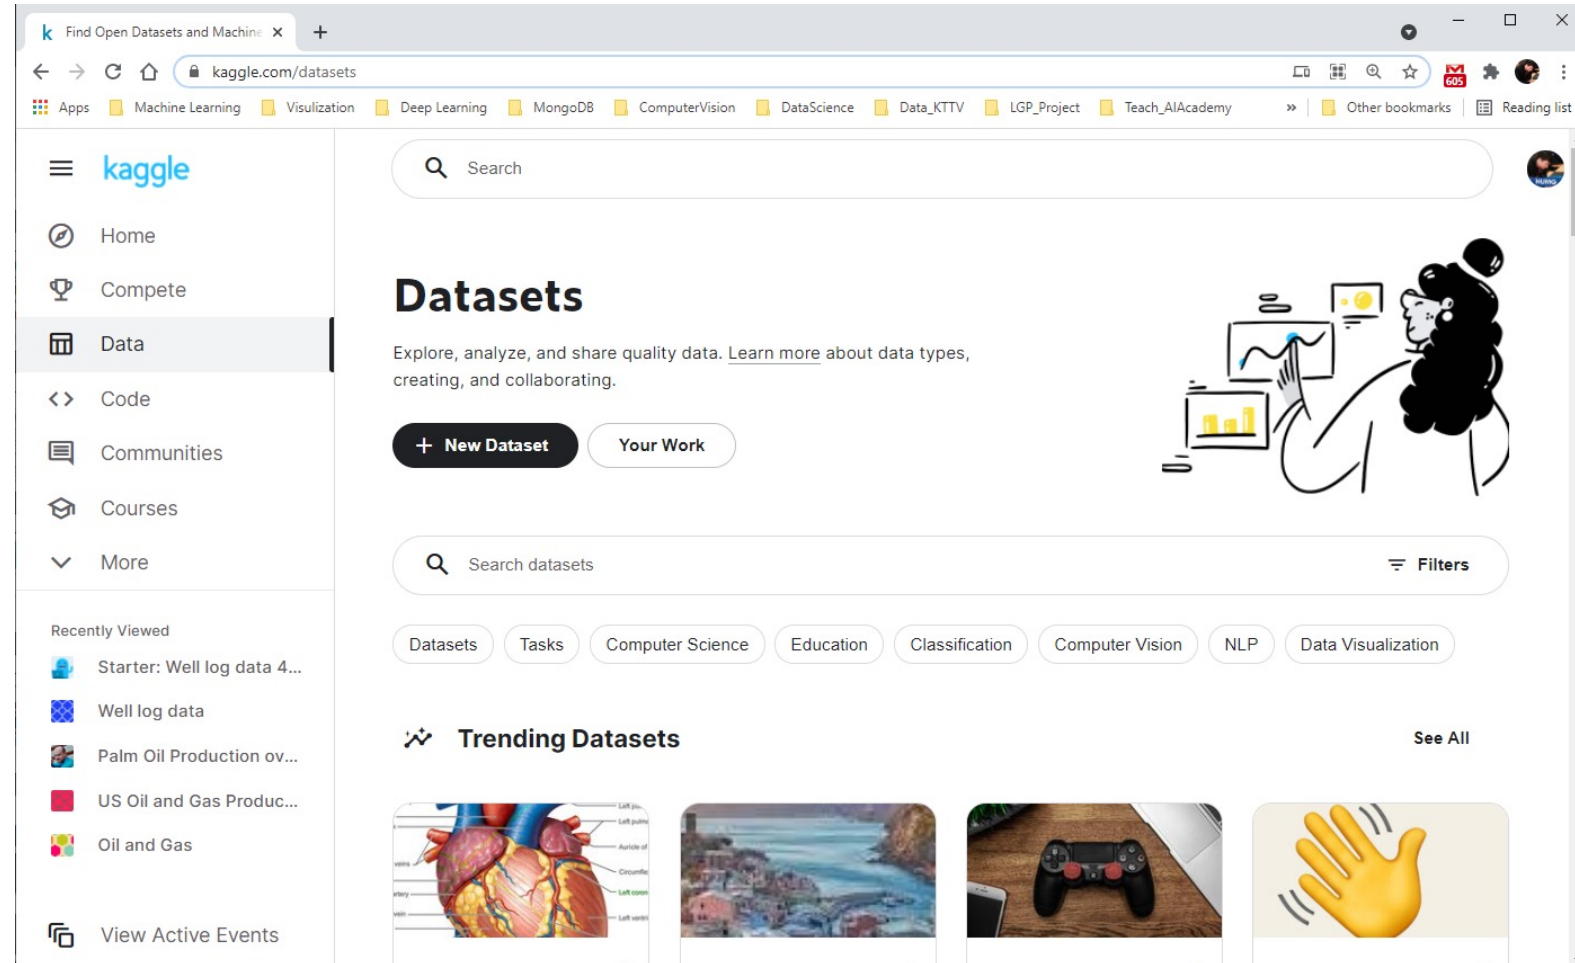 Find Open Datasets and Machine
kaggle.com/datasets
605
Apps
Machine Learning
Visulization
Deep Learning
MongoDB
ComputerVision
DataScience
Data_KTTV
LGP_Project
Teach_AIAcademy
»
Other bookmarks
Reading list
kaggle
Search
Home
Compete
Data
Code
Communities
Courses
More
Recently Viewed
Starter: Well log data 4...
Well log data
Palm Oil Production ov...
US Oil and Gas Produc...
Oil and Gas
View Active Events
Datasets
Explore, analyze, and share quality data. Learn more about data types,
creating, and collaborating.
+ New Dataset
Your Work
Search datasets
Filters
Datasets
Tasks
Computer Science
Education
Classification
Computer Vision
NLP
Data Visualization
Trending Datasets
See All